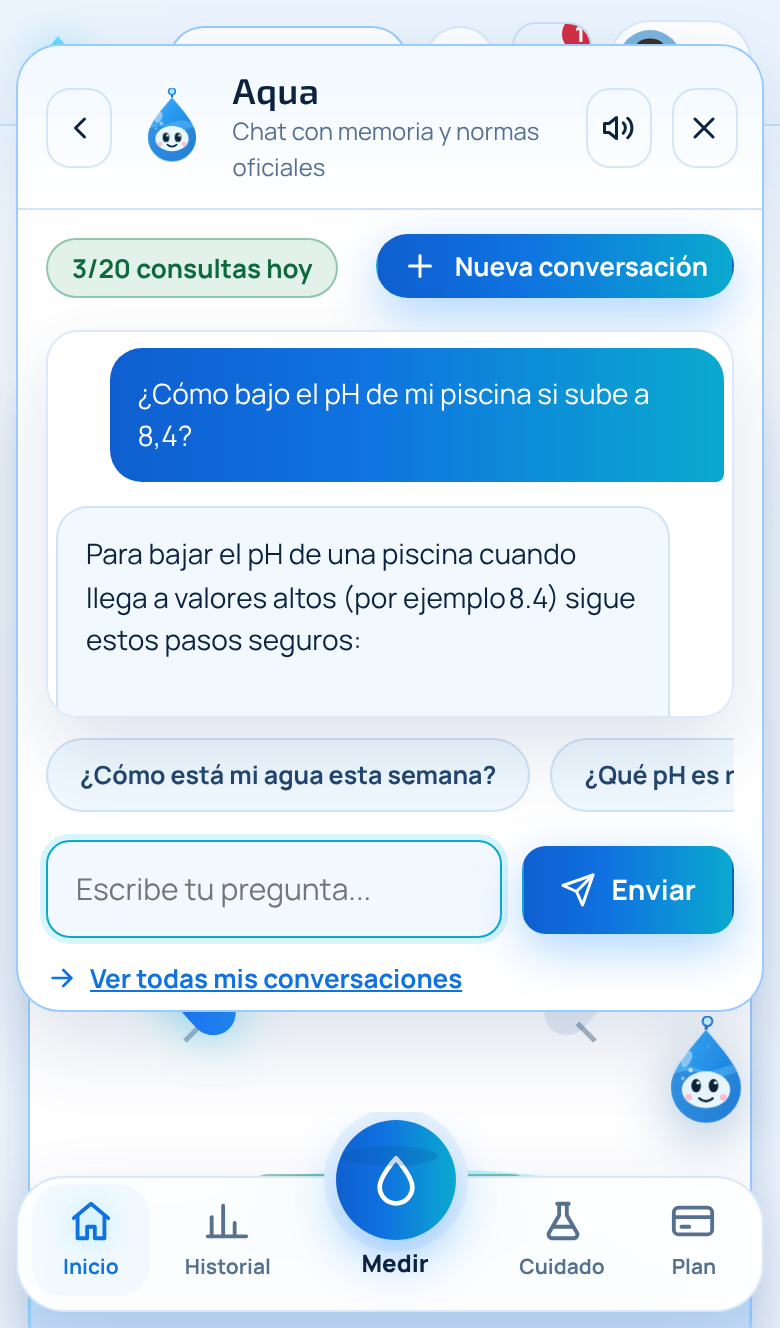 1
Aqua
Chat con memoria y normas
oficiales
3/20 consultas hoy
Nueva conversación
¿Cómo bajo el pH de mi piscina si sube a
8,4?
Para bajar el pH de una piscina cuando
llega a valores altos (por ejemplo 8.4) sigue
estos pasos seguros:
¿Cómo está mi agua esta semana?
¿Qué pH es
Escribe tu pregunta...
Enviar
Ver todas mis conversaciones
Inicio
Historial
Medir
Cuidado
Plan